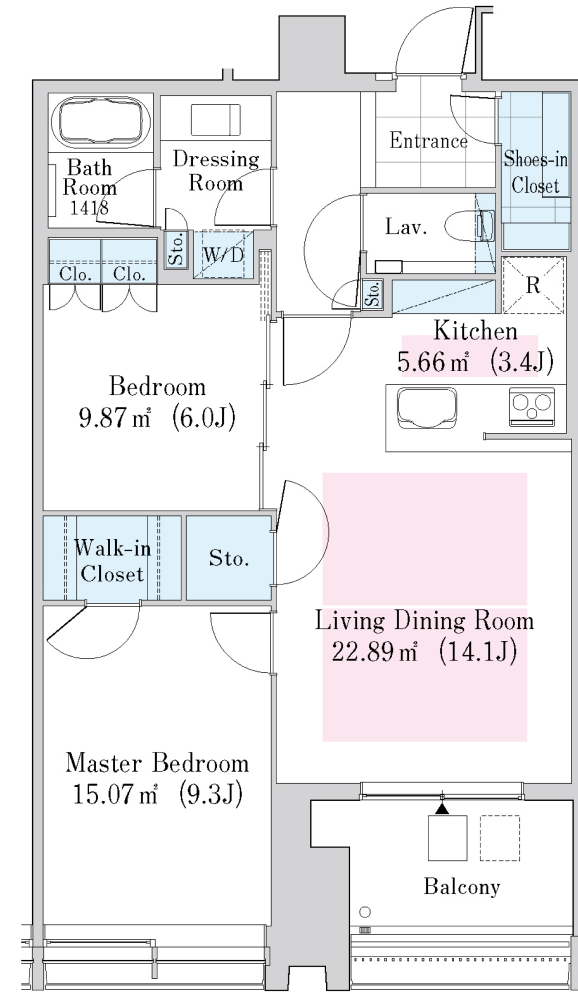 Entrance
Shoes-in
Closet
Bath
Room
1418
Dressing
Room
Lav.
Sto.
W/D
Clo.
Clo.
Sto.
R
Kitchen
5.66㎡ (3.4J)
Bedroom
9.87㎡ (6.0J)
Walk-in
Closet
Sto.
Living Dining Room
22.89㎡ (14.1J)
Master Bedroom
15.07㎡ (9.3J)
Balcony